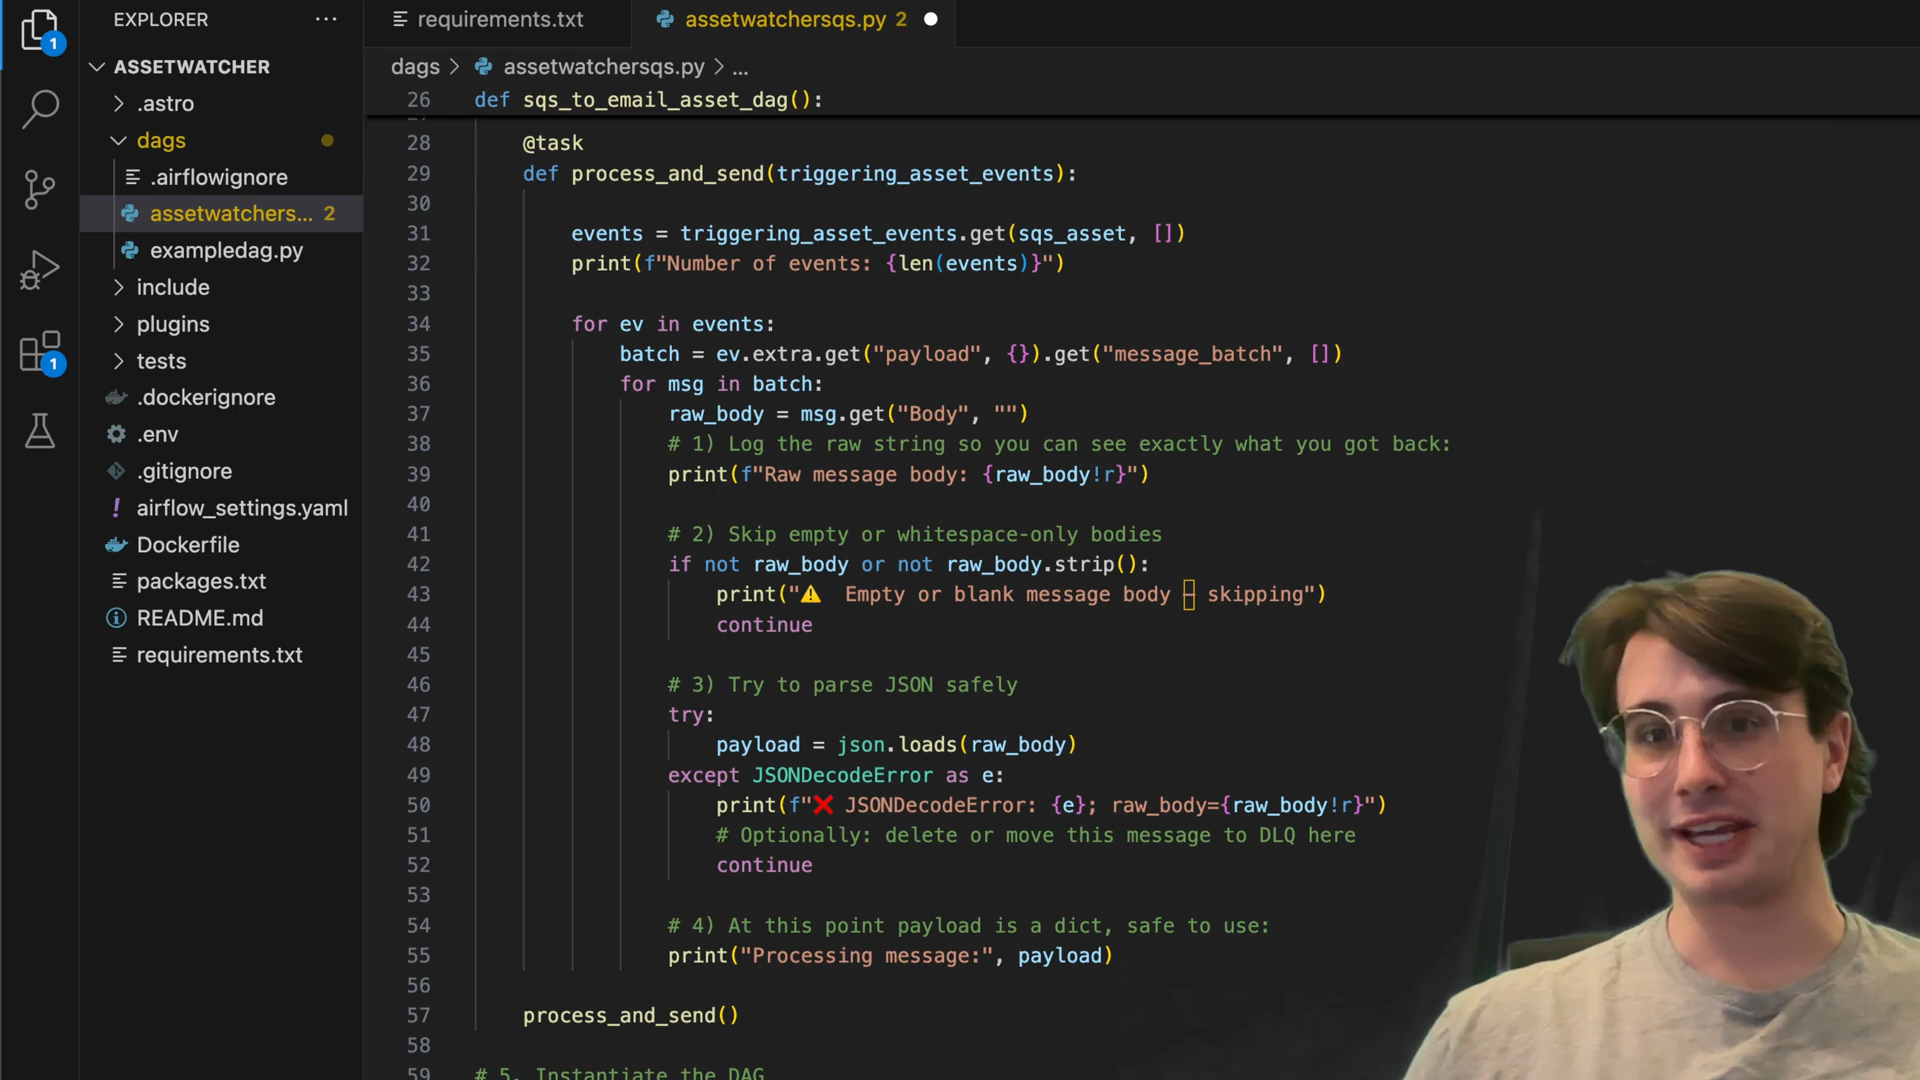 EXPLORER
1
ASSETWATCHER
.astro
dags
.airflowignore
assetwatchers... 2
exampledag.py
include
plugins
tests
.dockerignore
1
.env
.gitignore
! airflow_settings.yaml
Dockerfile
packages.txt
README.md
requirements.txt
requirements.txt
assetwatchersqs.py 2
dags > assetwatchersqs.py > ...
26 def sqs_to_email_asset_dag():
28 @task
29 def process_and_send(triggering_asset_events):
30
31 events = triggering_asset_events.get(sqs_asset, [])
32 print(f"Number of events: {len(events)}")
33
34 for ev in events:
35 batch = ev.extra.get("payload", {}).get("message_batch", [])
36 for msg in batch:
37 raw_body = msg.get("Body", "")
38 # 1) Log the raw string so you can see exactly what you got back:
39 print(f"Raw message body: {raw_body!r}")
40
41 # 2) Skip empty or whitespace-only bodies
42 if not raw_body or not raw_body.strip():
43 print("⚠️ Empty or blank message body – skipping")
44 continue
45
46 # 3) Try to parse JSON safely
47 try:
48 payload = json.loads(raw_body)
49 except JSONDecodeError as e:
50 print(f"❌ JSONDecodeError: {e}; raw_body={raw_body!r}")
51 # Optionally: delete or move this message to DLQ here
52 continue
53
54 # 4) At this point payload is a dict, safe to use:
55 print("Processing message:", payload)
56
57 process_and_send()
58
59 # 5. Instantiate the DAG